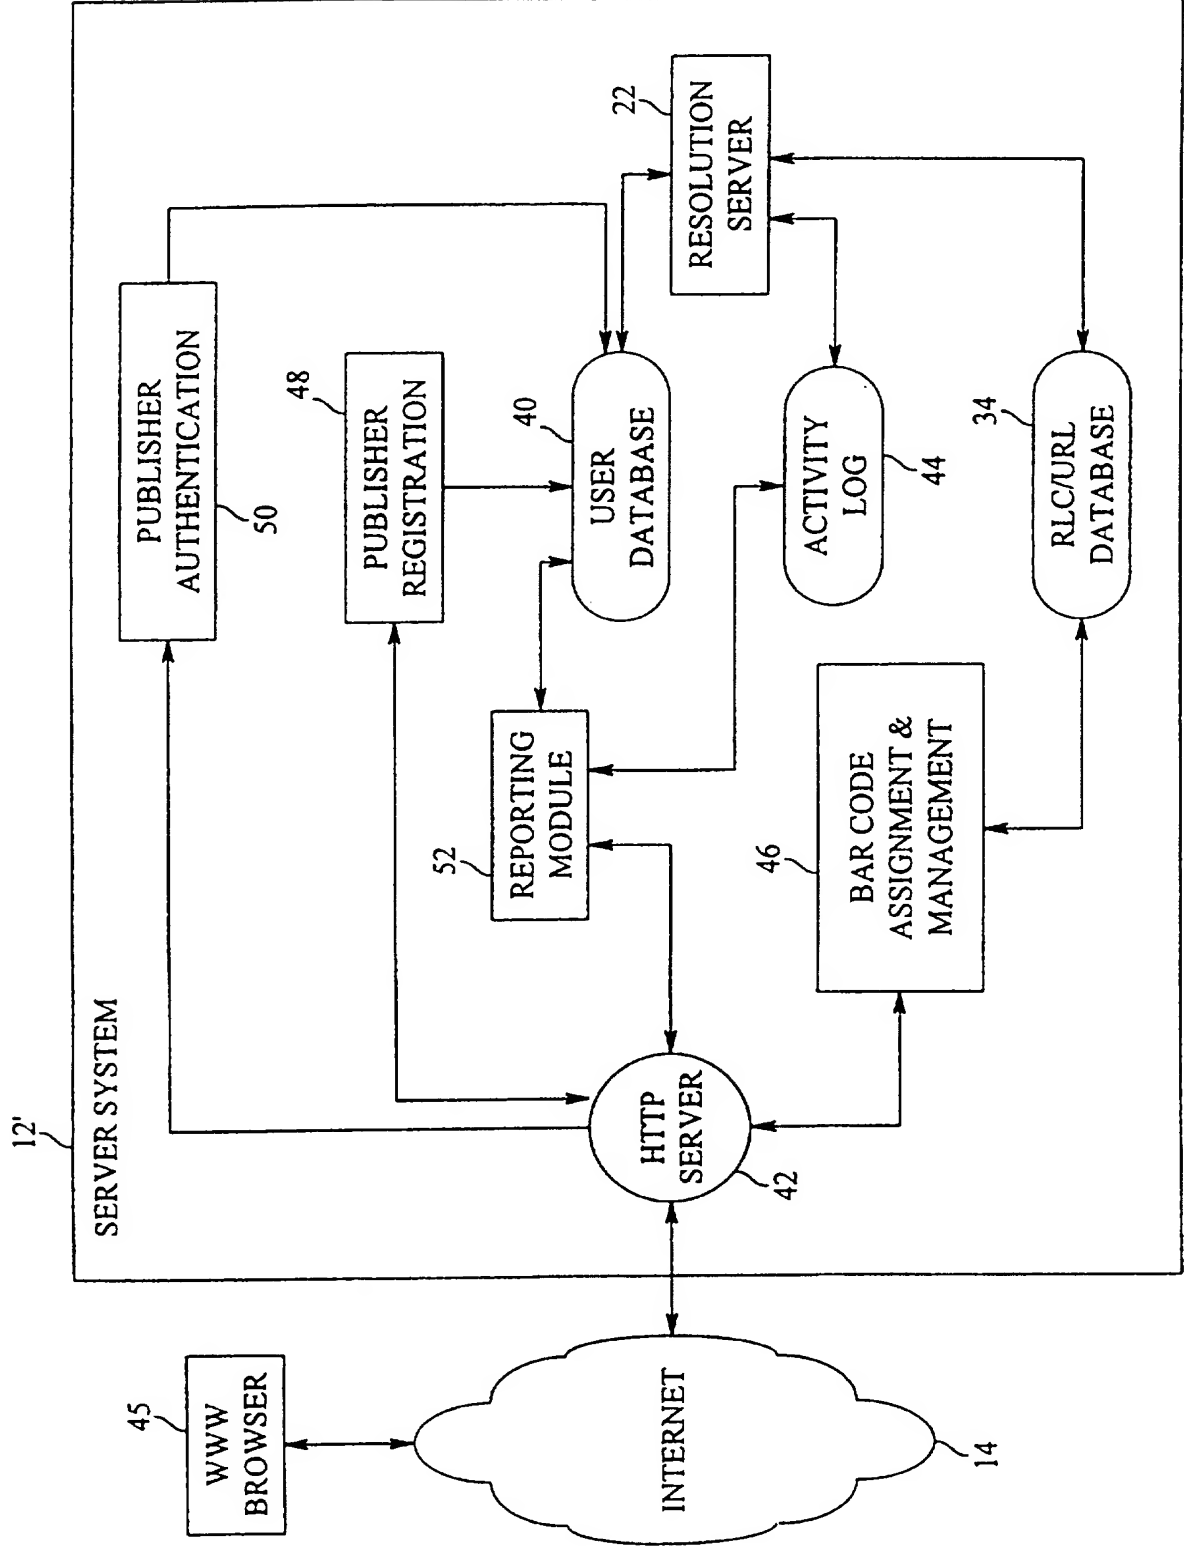 12'
SERVER SYSTEM
45
WWW
BROWSER
INTERNET
14
HTTP
SERVER
42
PUBLISHER
AUTHENTICATION
50
48
PUBLISHER
REGISTRATION
52
REPORTING
MODULE
40
USER
DATABASE
22
RESOLUTION
SERVER
ACTIVITY
LOG
44
46
BAR CODE
ASSIGNMENT &
MANAGEMENT
34
RLC/URL
DATABASE